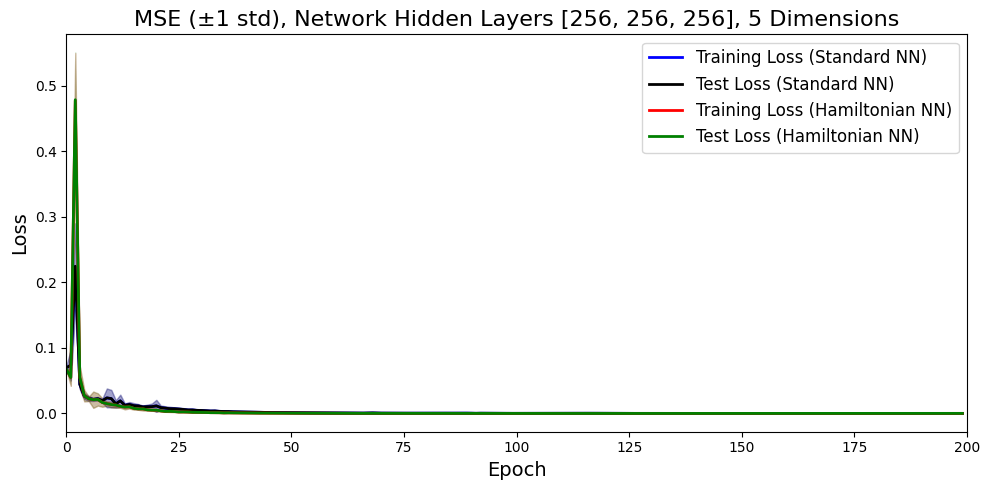 MSE (±1 std), Network Hidden Layers [256, 256, 256], 5 Dimensions
Training Loss (Standard NN)
Test Loss (Standard NN)
Training Loss (Hamiltonian NN)
Test Loss (Hamiltonian NN)
Loss
0.5
0.4
0.3
0.2
0.1
0.0
0 25 50 75 100 125 150 175 200
Epoch